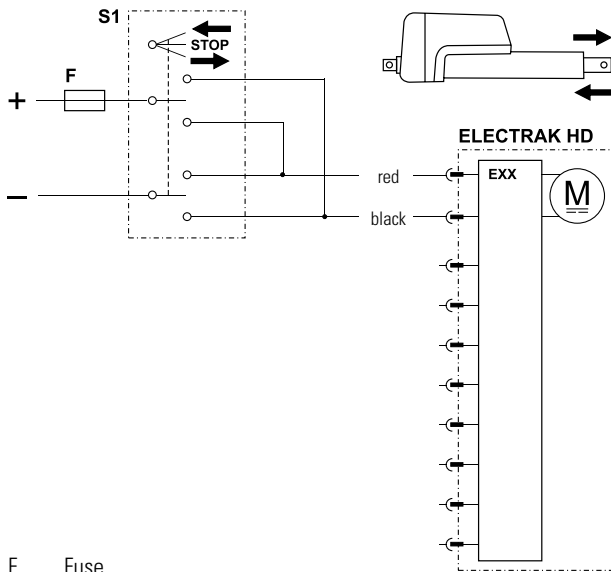 S1
STOP
F
+
ELECTRAK HD
EXX
M
red
−
black
F Fuse